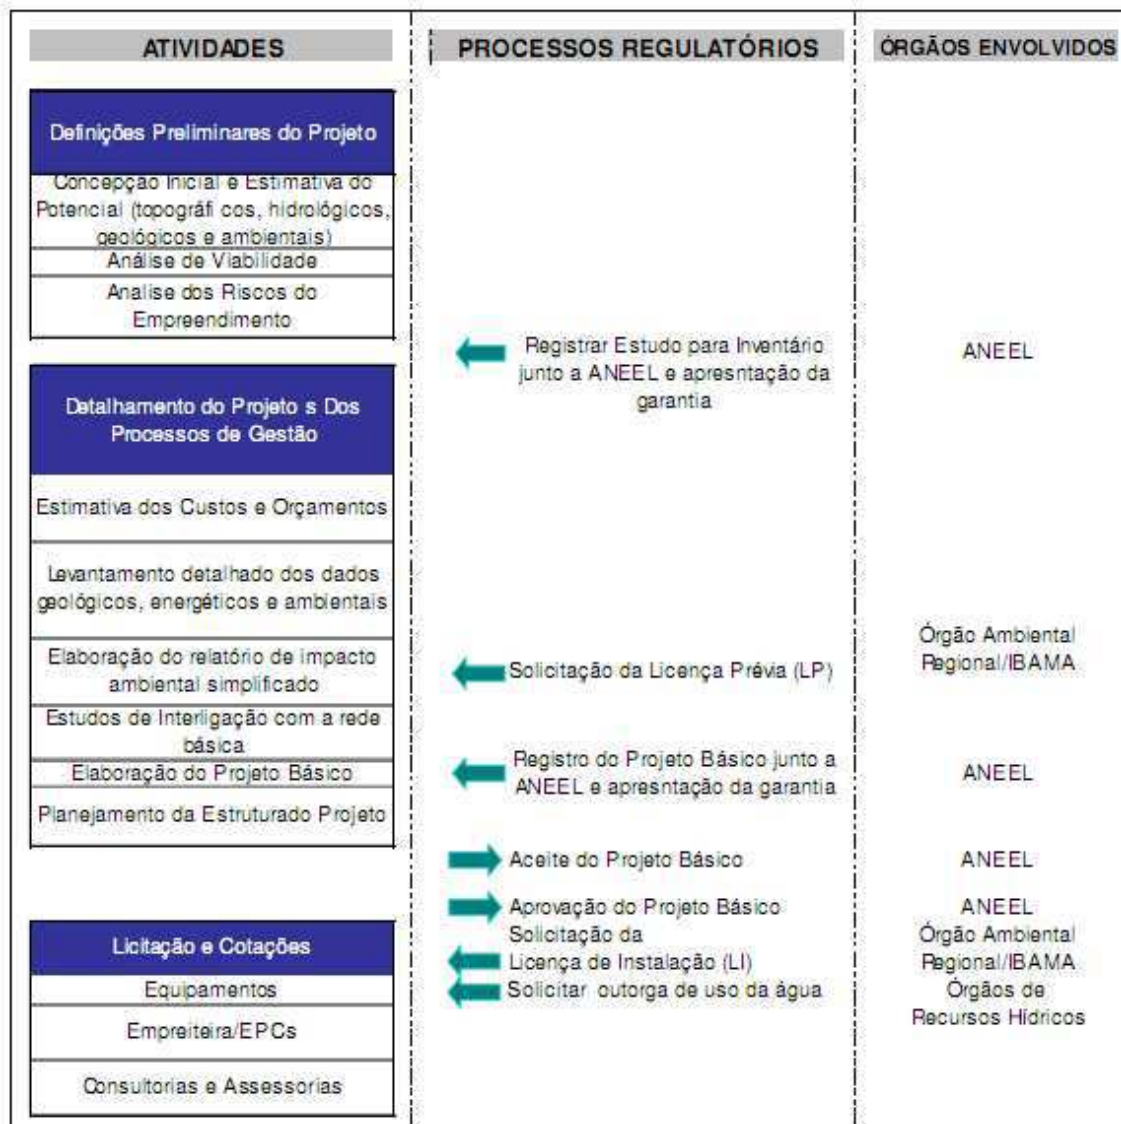 ATIVIDADES
PROCESSOS REGULATÓRIOS
ÓRGÃOS ENVOLVIDOS
Definições Preliminares do Projeto
Concepção Inicial e Estimativa do
Potencial (topográfi cos, hidrológicos,
geológicos e ambientais)
Análise de Viabilidade
Analise dos Riscos do
Empreendimento
Registrar Estudo para Inventário
junto a ANEEL e apresntação da
garantia
ANEEL
Detalhamento do Projeto s Dos
Processos de Gestão
Estimativa dos Custos e Orçamentos
Levantamento detalhado dos dados
geológicos, energéticos e ambientais
Elaboração do relatório de impacto
ambiental simplificado
Solicitação da Licença Prévia (LP)
Órgão Ambiental
Regional/IBAMA
Estudos de Interligação com a rede
básica
Elaboração do Projeto Básico
Registro do Projeto Básico junto a
ANEEL e apresntação da garantia
ANEEL
Planejamento da Estruturado Projeto
Aceite do Projeto Básico
ANEEL
Aprovação do Projeto Básico
ANEEL
Licitação e Cotações
Solicitação da
Licença de Instalação (LI)
Órgão Ambiental
Regional/IBAMA
Equipamentos
Solicitar outorga de uso da água
Órgãos de
Recursos Hídricos
Empreiteira/EPCs
Consultorias e Assessorias